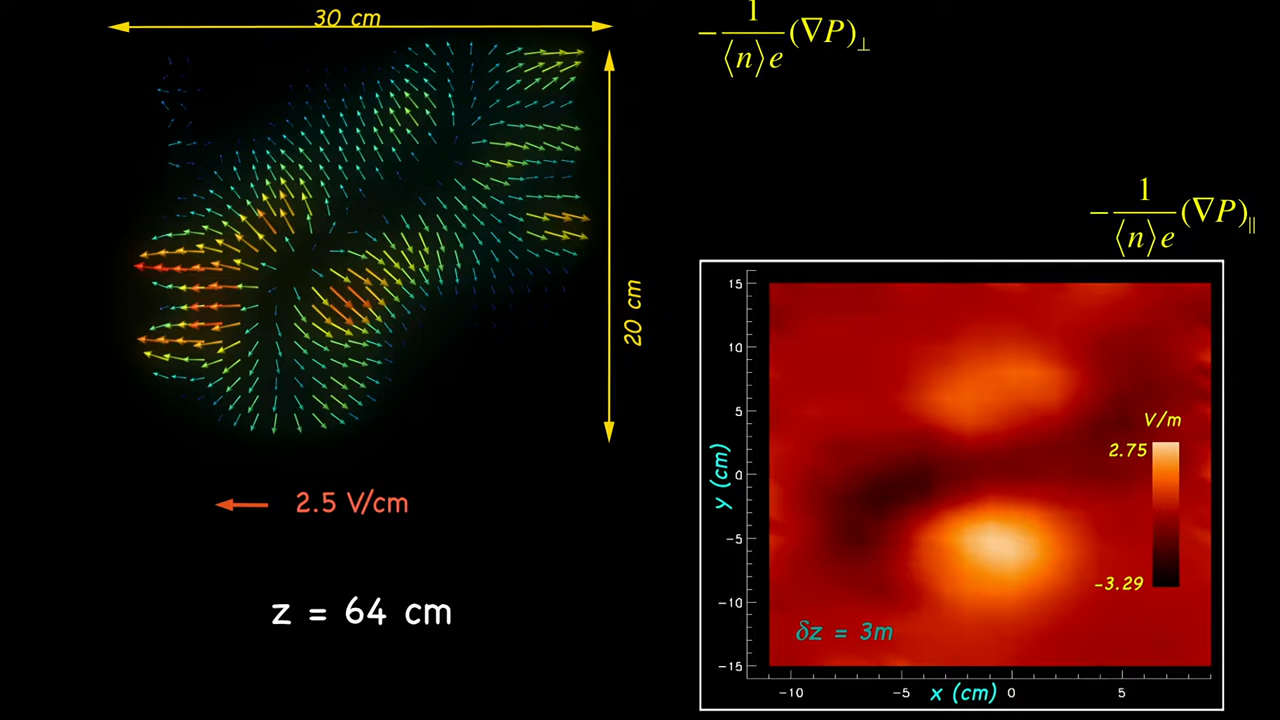 30 cm
20 cm
2.5 V/cm
z = 64 cm
−1/⟨n⟩e (∇P)⊥
−1/⟨n⟩e (∇P)∥
15
10
5
0
−5
−10
−15
y (cm)
V/m
2.75
−3.29
δz = 3m
−10
−5
x (cm)
0
5